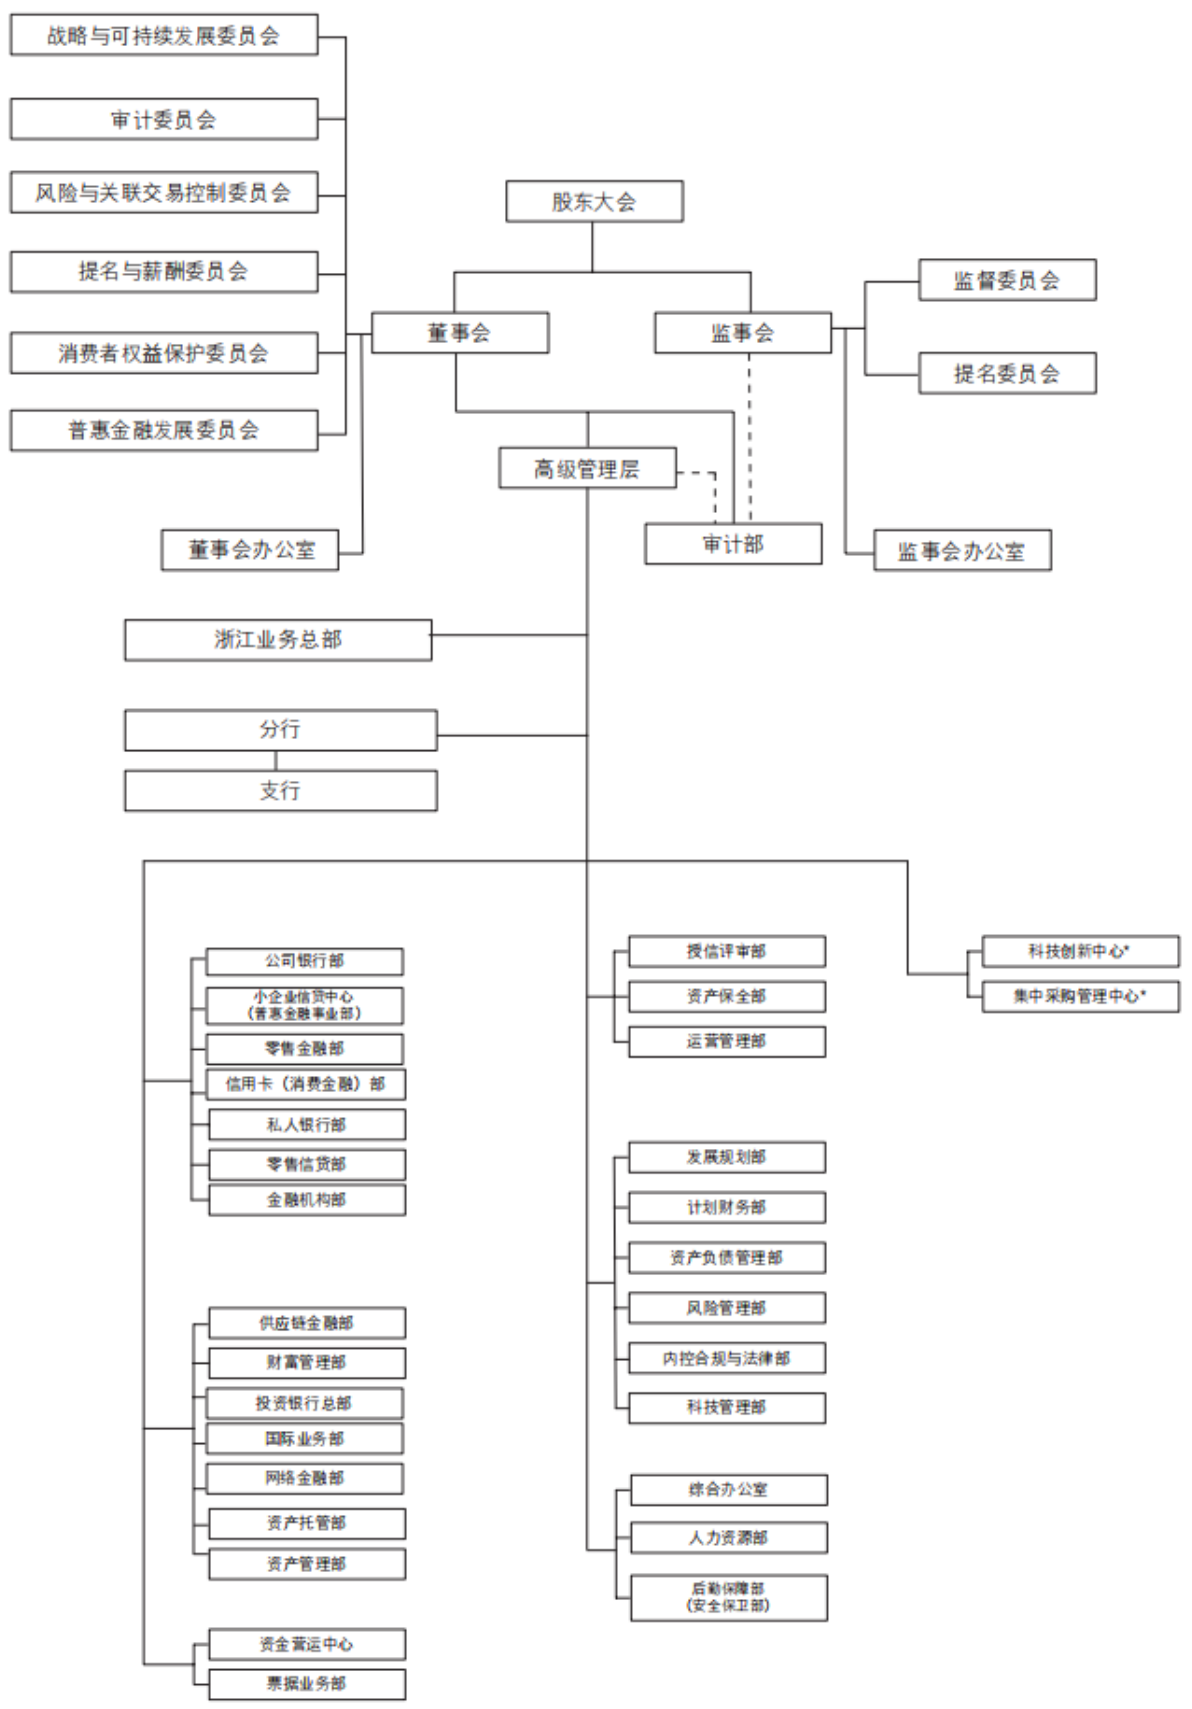 战略与可持续发展委员会
审计委员会
风险与关联交易控制委员会
提名与薪酬委员会
消费者权益保护委员会
普惠金融发展委员会
股东大会
董事会
监事会
监督委员会
提名委员会
高级管理层
审计部
董事会办公室
监事会办公室
浙江业务总部
分行
支行
公司银行部
小企业信贷中心
（普惠金融事业部）
零售金融部
信用卡（消费金融）部
私人银行部
零售信贷部
金融机构部
供应链金融部
财富管理部
投资银行总部
国际业务部
网络金融部
资产托管部
资产管理部
资金营运中心
票据业务部
授信评审部
资产保全部
运营管理部
发展规划部
计划财务部
资产负债管理部
风险管理部
内控合规与法律部
科技管理部
综合办公室
人力资源部
后勤保障部
（安全保卫部）
科技创新中心*
集中采购管理中心*